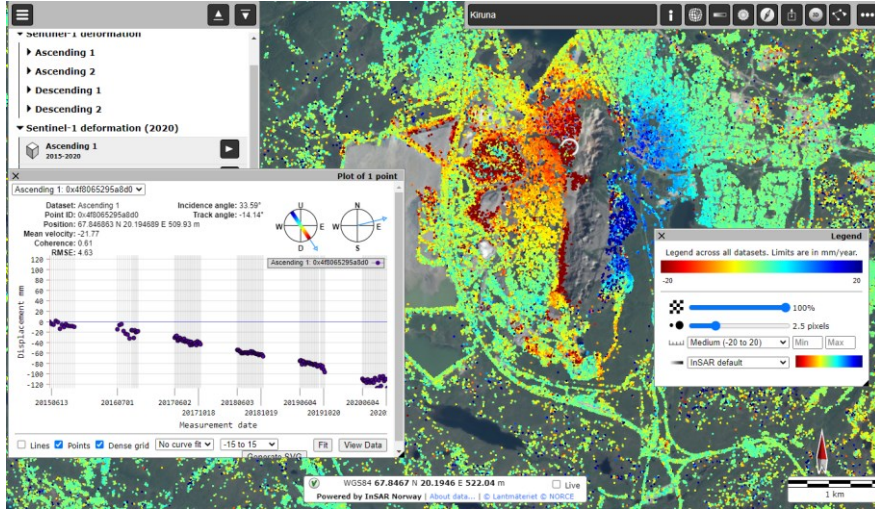 Kiruna
Sentinel-1 deformation
Ascending 1
Ascending 2
Descending 1
Descending 2
Sentinel-1 deformation (2020)
Ascending 1
2015-2020
Plot of 1 point
Ascending 1: 0x4f8065295a8d0
Dataset: Ascending 1
Point ID: 0x4f8065295a8d0
Position: 67.846863 N 20.194689 E 509.93 m
Mean velocity: -21.77
Coherence: 0.61
RMSE: 4.63
Incidence angle: 33.59°
Track angle: -14.14°
U
W E
D
N
W E
S
Ascending 1: 0x4f8065295a8d0
120
100
80
60
40
20
0
-20
-40
-60
-80
-100
-120
Displacement mm
20150613 20160701 20170602 20180603 20190604 20200604
20171018 20181019 20191020
Measurement date
Lines Points Dense grid No curve fit -15 to 15 Fit View Data
Generate SVG
Legend
Legend across all datasets. Limits are in mm/year.
-20 20
100%
2.5 pixels
Medium (-20 to 20) Min Max
InSAR default
WGS84 67.8467 N 20.1946 E 522.04 m Live
Powered by InSAR Norway | About data... | © Lantmäteriet © NORCE
1 km